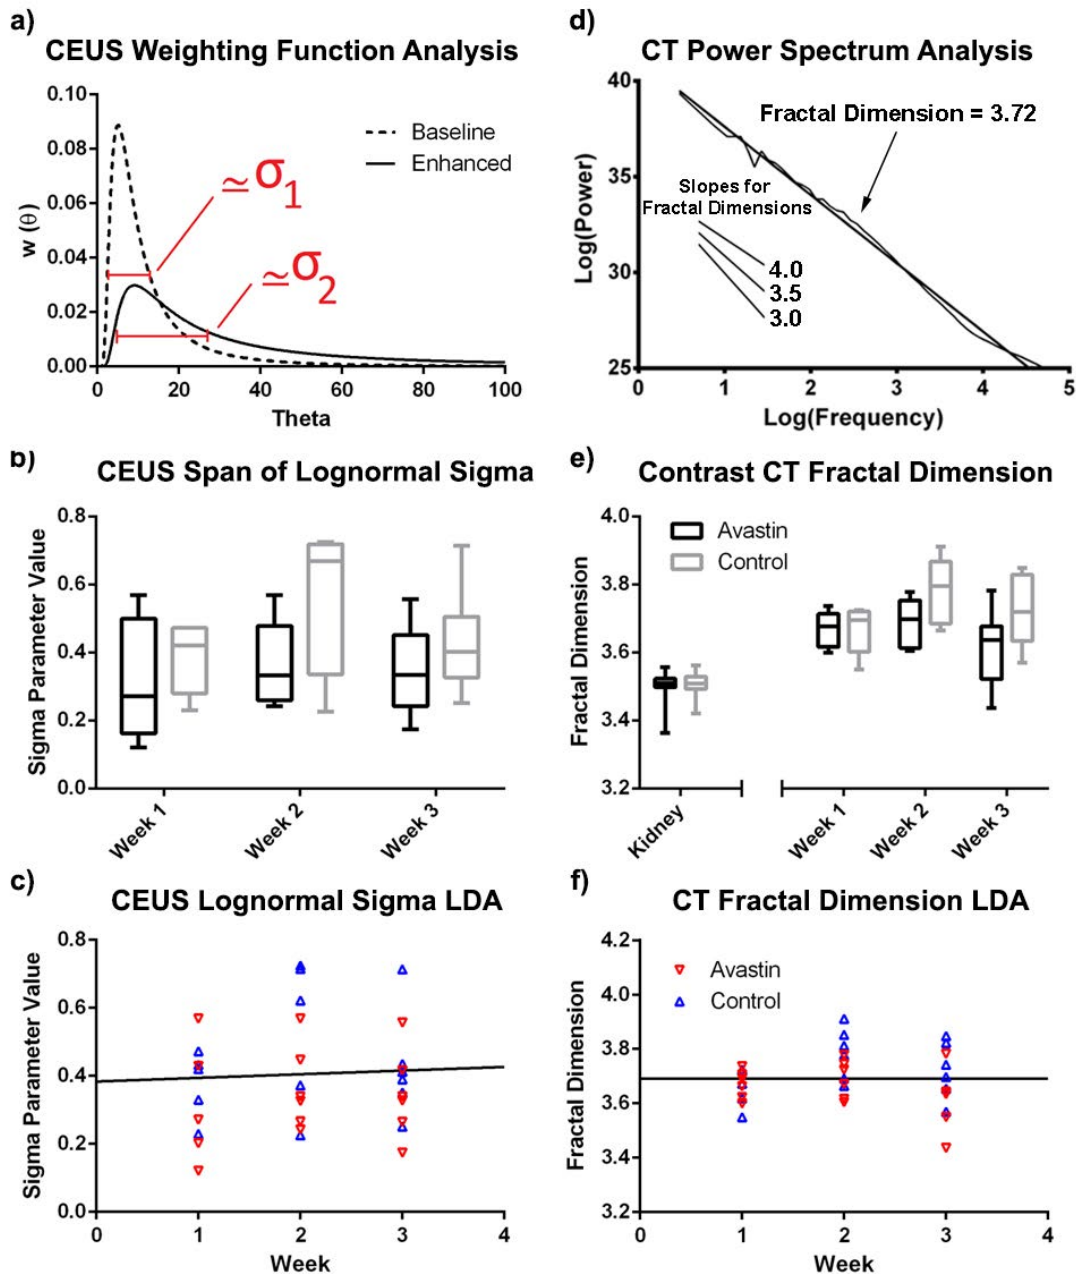 a)
CEUS Weighting Function Analysis
0.10
0.08
0.06
0.04
0.02
0.00
w (θ)
Baseline
Enhanced
≃σ1
≃σ2
0 20 40 60 80 100
Theta
d)
CT Power Spectrum Analysis
40
35
30
25
Log(Power)
Fractal Dimension = 3.72
Slopes for
Fractal Dimensions
4.0
3.5
3.0
0 1 2 3 4 5
Log(Frequency)
b)
CEUS Span of Lognormal Sigma
0.8
0.6
0.4
0.2
0.0
Sigma Parameter Value
Week 1 Week 2 Week 3
e)
Contrast CT Fractal Dimension
4.0
3.8
3.6
3.4
3.2
Fractal Dimension
Avastin
Control
Kidney Week 1 Week 2 Week 3
c)
CEUS Lognormal Sigma LDA
0.8
0.6
0.4
0.2
0.0
Sigma Parameter Value
0 1 2 3 4
Week
f)
CT Fractal Dimension LDA
4.2
4.0
3.8
3.6
3.4
3.2
Fractal Dimension
Avastin
Control
0 1 2 3 4
Week